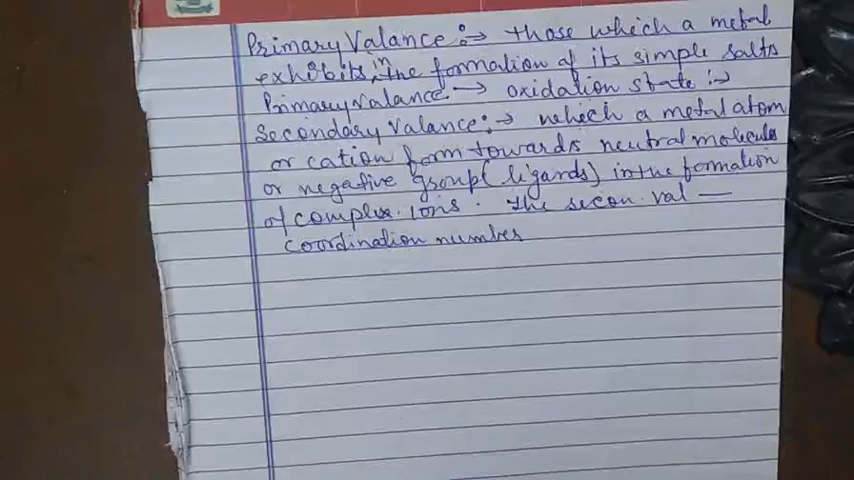 Primary Valance :→ those which a metal
exhibits in the formation of its simple salts
Primary valance → oxidation state :→
Secondary Valance :→ which a metal atom
or cation form towards neutral molecules
or negative group (ligands) in the formation
of complex ions. The secon. val —
coordination number